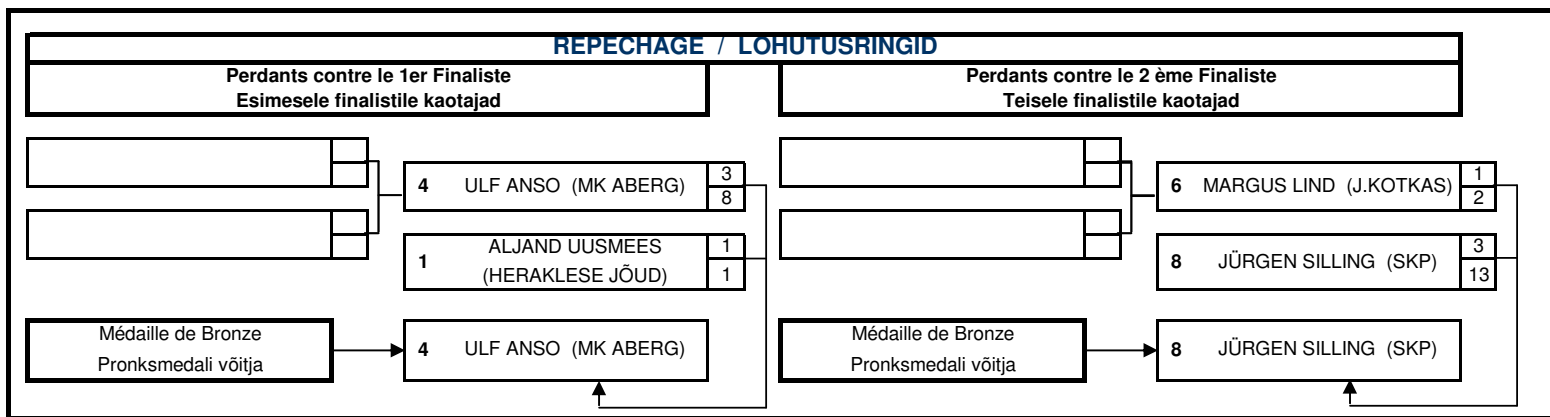 REPECHAGE / LOHUTUSRINGID
Perdants contre le 1er Finaliste
Esimesele finalistile kaotajad
Perdants contre le 2 ème Finaliste
Teisele finalistile kaotajad
4 ULF ANSO (MK ABERG) 3
8
1 ALJAND UUSMEES 1
(HERAKLESE JÕUD) 1
6 MARGUS LIND (J.KOTKAS) 1
2
8 JÜRGEN SILLING (SKP) 3
13
Médaille de Bronze
Pronksmedali võitja
4 ULF ANSO (MK ABERG)
Médaille de Bronze
Pronksmedali võitja
8 JÜRGEN SILLING (SKP)